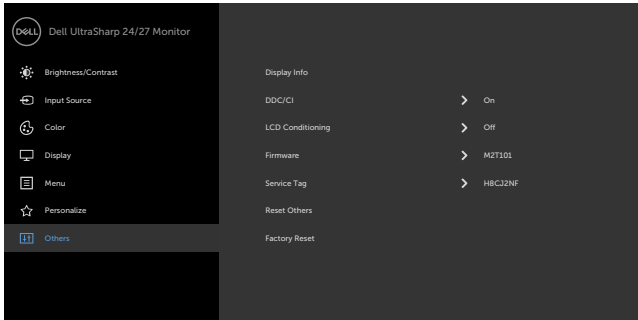 DELL
Dell UltraSharp 24/27 Monitor
Brightness/Contrast
Input Source
Color
Display
Menu
Personalize
Others
Display Info
DDC/CI On
LCD Conditioning Off
Firmware M2T101
Service Tag H8CJ2NF
Reset Others
Factory Reset